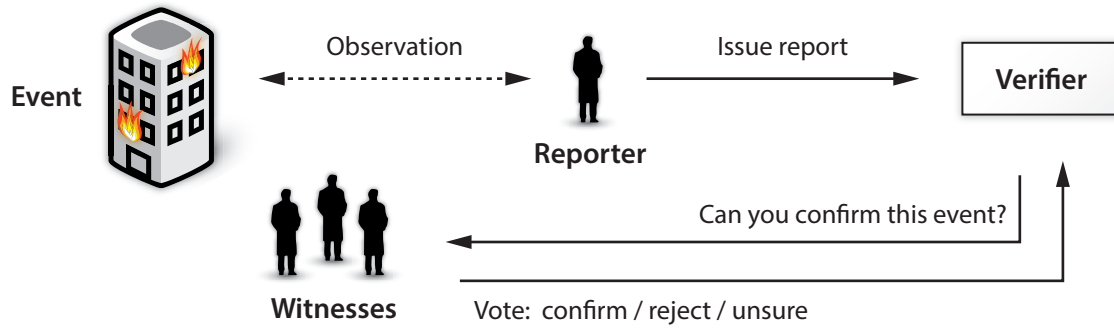 Observation
Issue report
Event
Verifier
Reporter
Can you confirm this event?
Witnesses
Vote: confirm / reject / unsure